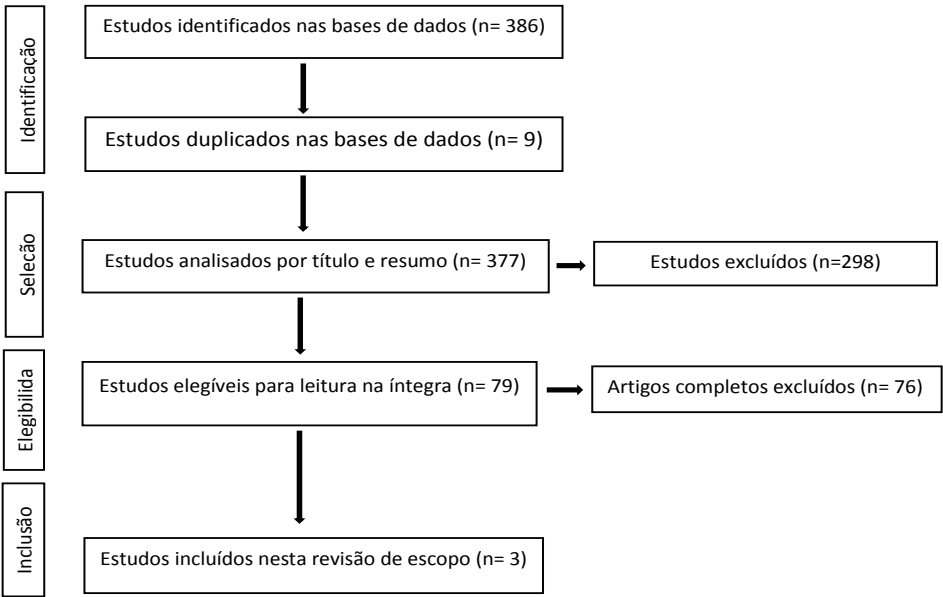 Identificação
Estudos identificados nas bases de dados (n= 386)
Estudos duplicados nas bases de dados (n= 9)
Seleção
Estudos analisados por título e resumo (n= 377)
Estudos excluídos (n=298)
Elegibilida
Estudos elegíveis para leitura na íntegra (n= 79)
Artigos completos excluídos (n= 76)
Inclusão
Estudos incluídos nesta revisão de escopo (n= 3)